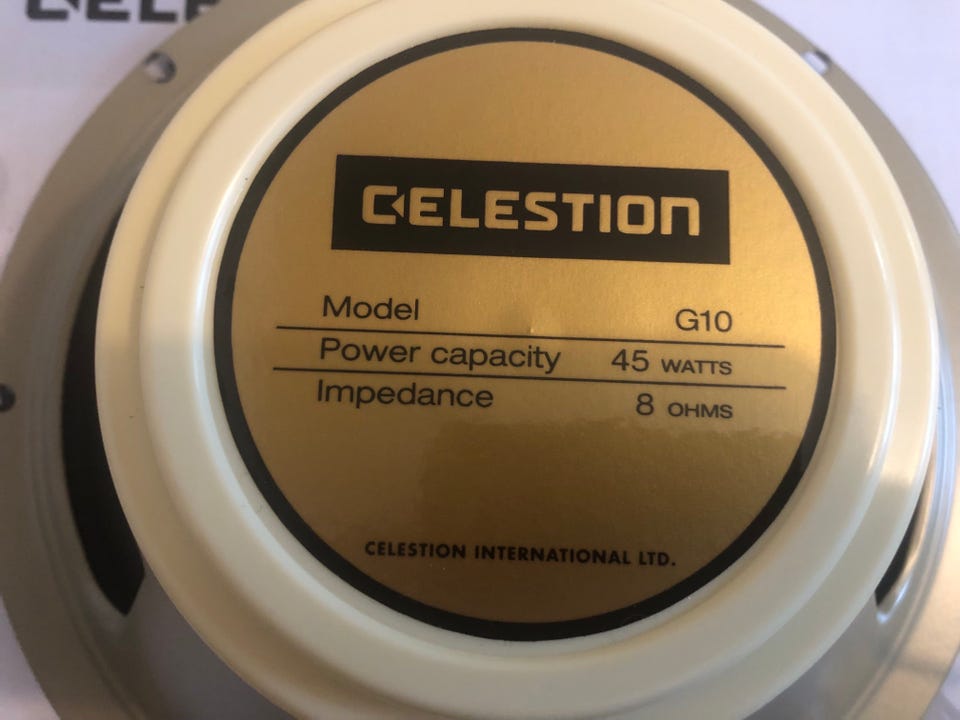 CELESTION
Model G10
Power capacity 45 WATTS
Impedance 8 OHMS
CELESTION INTERNATIONAL LTD.